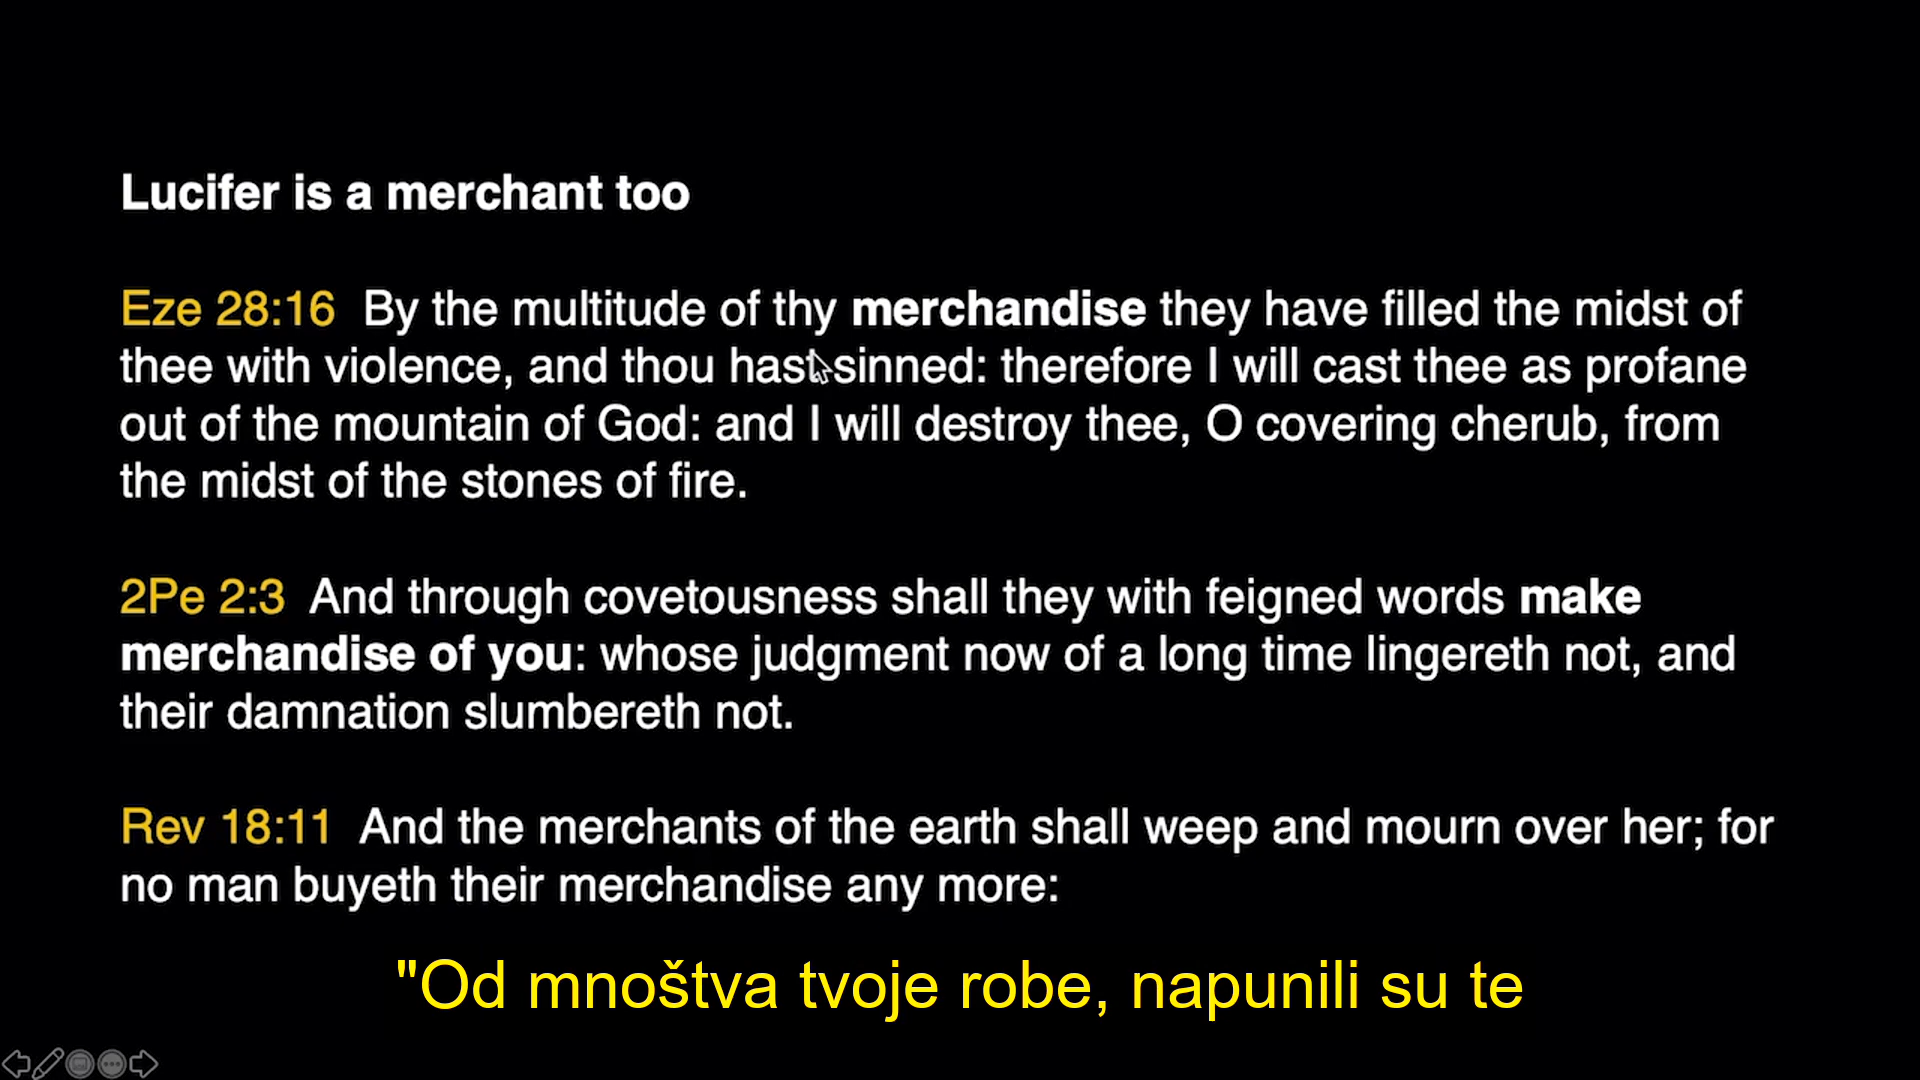 Lucifer is a merchant too
Eze 28:16 By the multitude of thy merchandise they have filled the midst of
thee with violence, and thou hast sinned: therefore I will cast thee as profane
out of the mountain of God: and I will destroy thee, O covering cherub, from
the midst of the stones of fire.
2Pe 2:3 And through covetousness shall they with feigned words make
merchandise of you: whose judgment now of a long time lingereth not, and
their damnation slumbereth not.
Rev 18:11 And the merchants of the earth shall weep and mourn over her; for
no man buyeth their merchandise any more:
"Od mnoštva tvoje robe, napunili su te